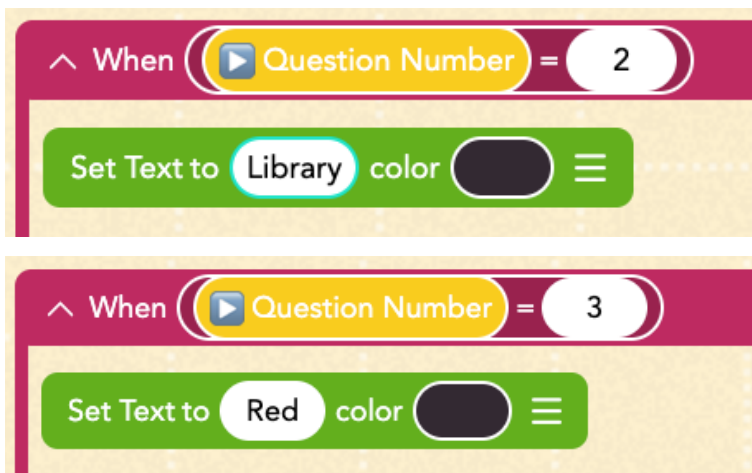 When Question Number = 2
Set Text to Library color
When Question Number = 3
Set Text to Red color